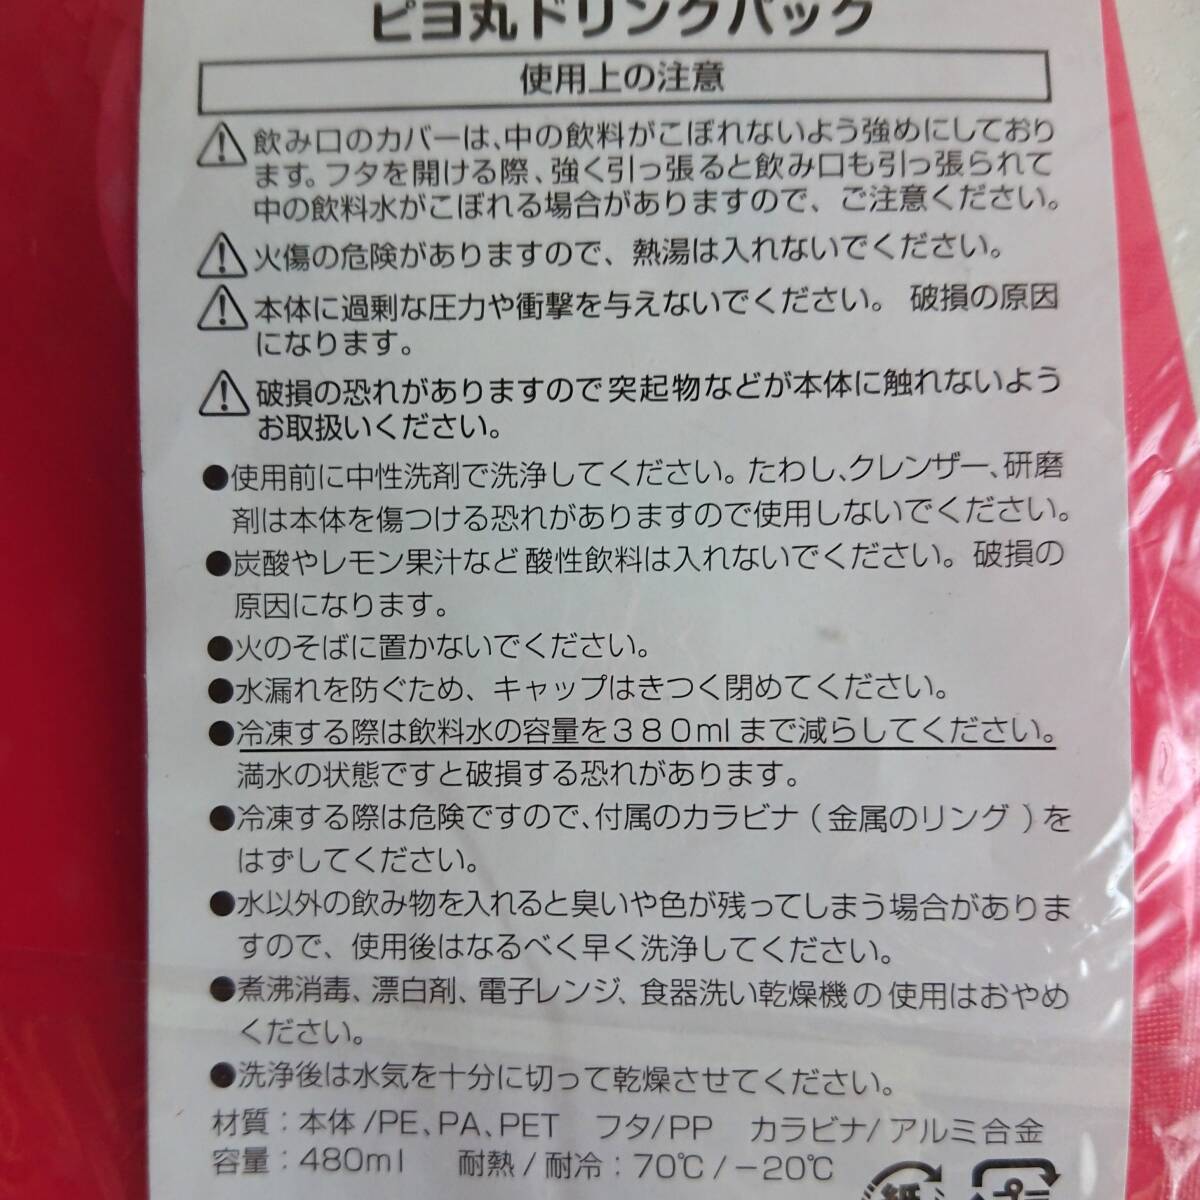 ピヨ丸ドリンクパック
使用上の注意
飲み口のカバーは、中の飲料がこぼれないよう強めにしており
ます。フタを開ける際、強く引っ張ると飲み口も引っ張られて
中の飲料水がこぼれる場合がありますので、ご注意ください。
火傷の危険がありますので、熱湯は入れないでください。
本体に過剰な圧力や衝撃を与えないでください。 破損の原因
になります。
破損の恐れがありますので突起物などが本体に触れないよう
お取扱いください。
●使用前に中性洗剤で洗浄してください。たわし、クレンザー、研磨
剤は本体を傷つける恐れがありますので使用しないでください。
●炭酸やレモン果汁など酸性飲料は入れないでください。破損の
原因になります。
●火のそばに置かないでください。
●水漏れを防ぐため、キャップはきつく閉めてください。
●冷凍する際は飲料水の容量を380mlまで減らしてください。
満水の状態ですと破損する恐れがあります。
●冷凍する際は危険ですので、付属のカラビナ(金属のリング)を
はずしてください。
●水以外の飲み物を入れると臭いや色が残ってしまう場合がありま
すので、使用後はなるべく早く洗浄してください。
●煮沸消毒、漂白剤、電子レンジ、食器洗い乾燥機の使用はおやめ
ください。
●洗浄後は水気を十分に切って乾燥させてください。
材質:本体/PE、PA、PET フタ/PP カラビナ/アルミ合金
容量:480ml 耐熱/耐冷:70℃/-20℃
紙 プ